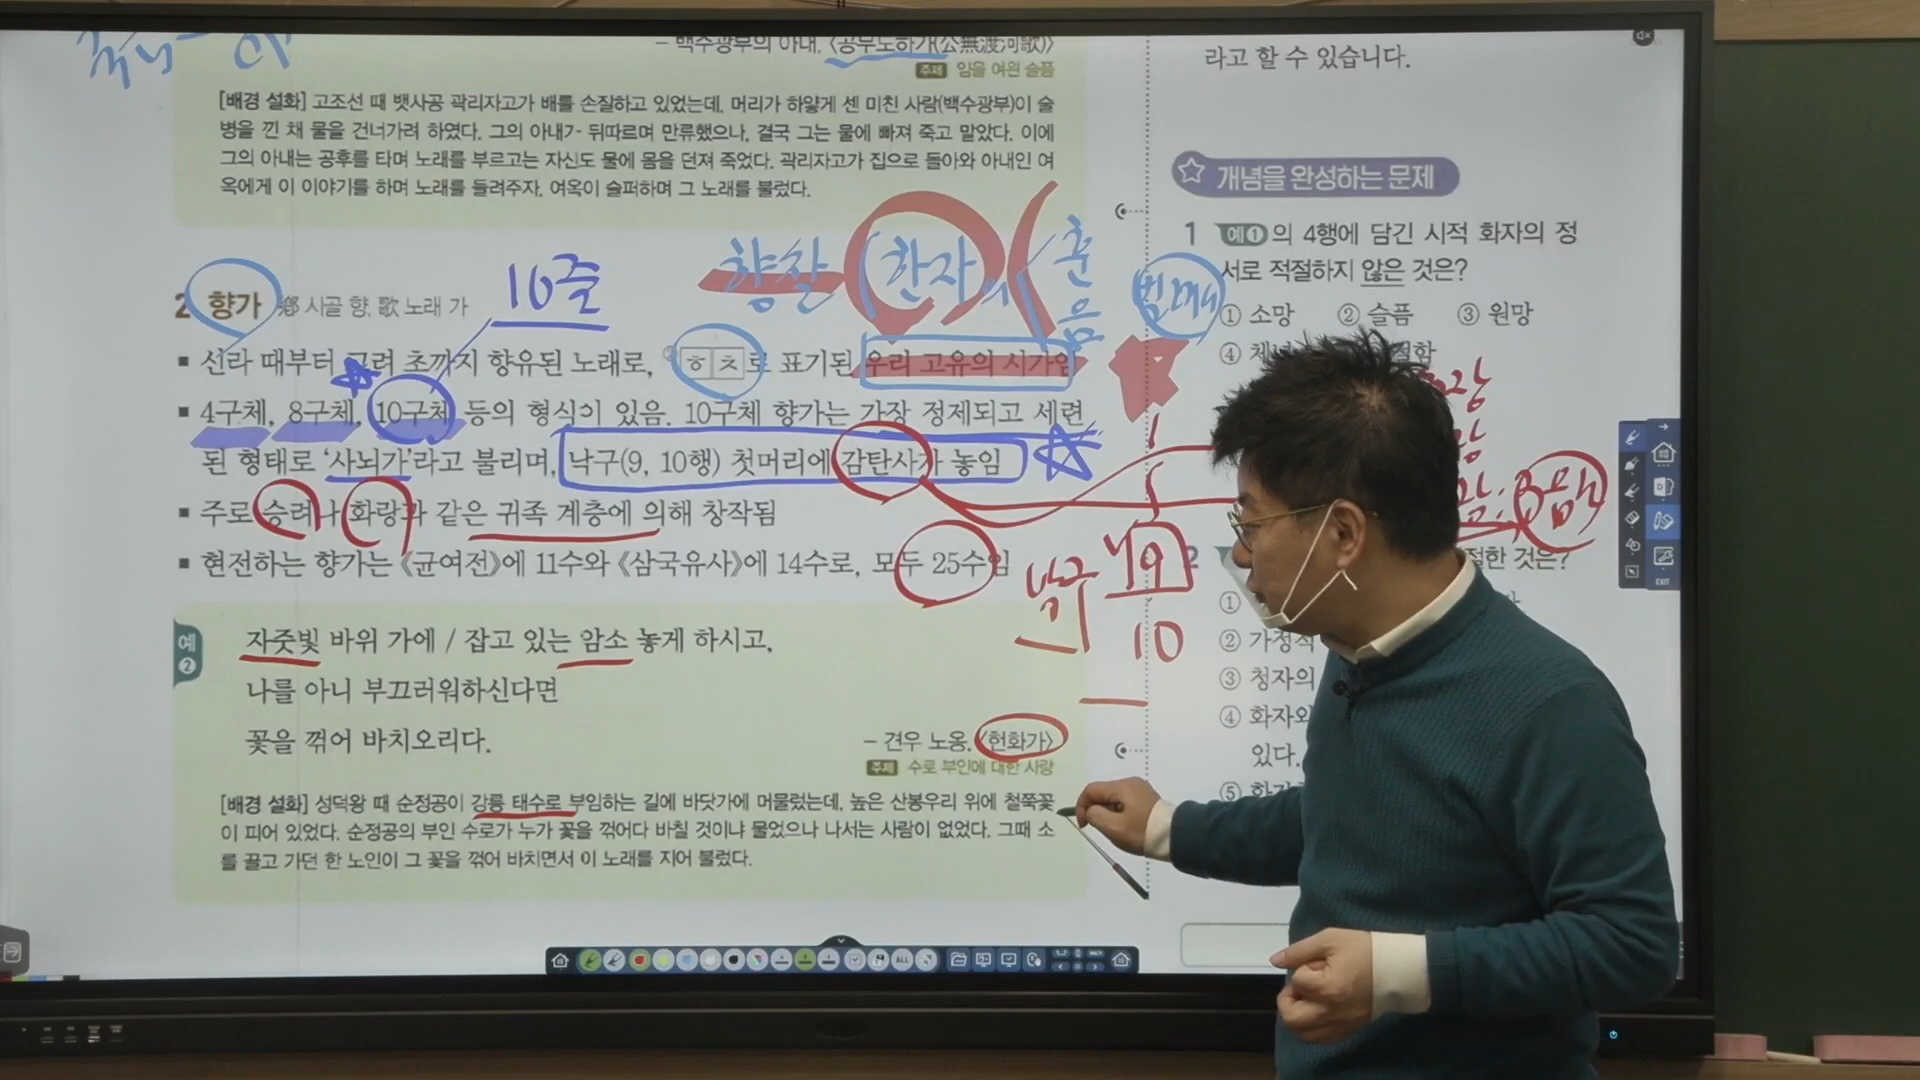 - 백수광부의 아내, 〈공무도하가(公無渡河歌)〉
주제 임을 여읜 슬픔
[배경 설화] 고조선 때 뱃사공 곽리자고가 배를 손질하고 있었는데, 머리가 하얗게 센 미친 사람(백수광부)이 술
병을 낀 채 물을 건너가려 하였다. 그의 아내가 뒤따르며 만류했으나, 결국 그는 물에 빠져 죽고 말았다. 이에
그의 아내는 공후를 타며 노래를 부르고는 자신도 물에 몸을 던져 죽었다. 곽리자고가 집으로 돌아와 아내인 여
옥에게 이 이야기를 하며 노래를 들려주자, 여옥이 슬퍼하며 그 노래를 불렀다.
향찰 (한자의 (훈 음
10줄
2 향가 鄕 사골 향, 歌 노래 가
■ 신라 때부터 고려 초까지 향유된 노래로, ㅎㅊ로 표기된 우리 고유의 시가임
■ 4구체, 8구체, 10구체 등의 형식이 있음. 10구체 향가는 가장 정제되고 세련
된 형태로 '사뇌가'라고 불리며, 낙구(9, 10행) 첫머리에 감탄사가 놓임
■ 주로 승려나 화랑과 같은 귀족 계층에 의해 창작됨
■ 현전하는 향가는 《균여전》에 11수와 《삼국유사》에 14수로, 모두 25수임
낙구 9
10
예 2
자줏빛 바위 가에 / 잡고 있는 암소 놓게 하시고,
나를 아니 부끄러워하신다면
꽃을 꺾어 바치오리다.
- 견우 노옹, 〈헌화가〉
주제 수로 부인에 대한 사랑
[배경 설화] 성덕왕 때 순정공이 강릉 태수로 부임하는 길에 바닷가에 머물렀는데, 높은 산봉우리 위에 철쭉꽃
이 피어 있었다. 순정공의 부인 수로가 누가 꽃을 꺾어다 바칠 것이냐 물었으나 나서는 사람이 없었다. 그때 소
를 끌고 가던 한 노인이 그 꽃을 꺾어 바치면서 이 노래를 지어 불렀다.
라고 할 수 있습니다.
개념을 완성하는 문제
1 예1의 4행에 담긴 시적 화자의 정
서로 적절하지 않은 것은?
① 소망 ② 슬픔 ③ 원망
④
2 절한 것은?
①
② 가정적
③ 청자의
④ 화자와
있다.
⑤
ALL
EXIT